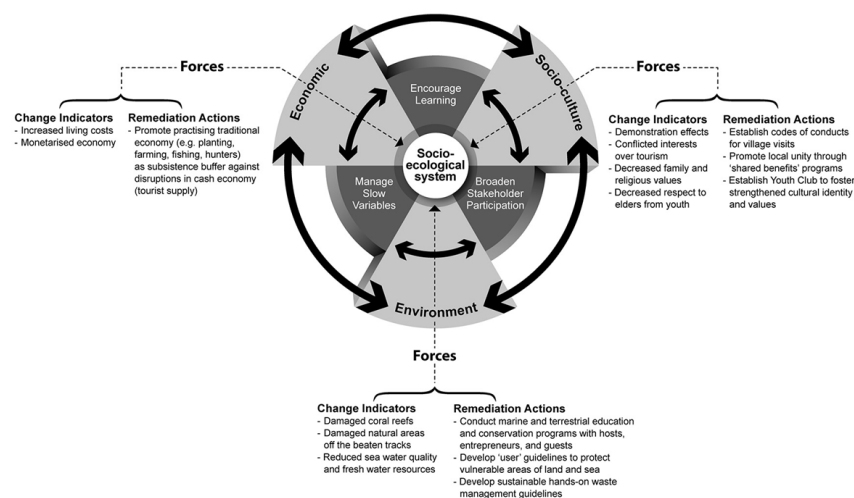 Forces
Change Indicators
- Increased living costs
- Monetarised economy
Remediation Actions
- Promote practising traditional
economy (e.g. planting,
farming, fishing, hunters)
as subsistence buffer against
disruptions in cash economy
(tourist supply)
Economic
Socio-culture
Environment
Encourage
Learning
Socio-
ecological
system
Manage
Slow
Variables
Broaden
Stakeholder
Participation
Forces
Change Indicators
- Demonstration effects
- Conflicted interests
over tourism
- Decreased family and
religious values
- Decreased respect to
elders from youth
Remediation Actions
- Establish codes of conducts
for village visits
- Promote local unity through
‘shared benefits’ programs
- Establish Youth Club to foster
strengthened cultural identity
and values
Forces
Change Indicators
- Damaged coral reefs
- Damaged natural areas
off the beaten tracks
- Reduced sea water quality
and fresh water resources
Remediation Actions
- Conduct marine and terrestrial education
and conservation programs with hosts,
entrepreneurs, and guests
- Develop ‘user’ guidelines to protect
vulnerable areas of land and sea
- Develop sustainable hands-on waste
management guidelines